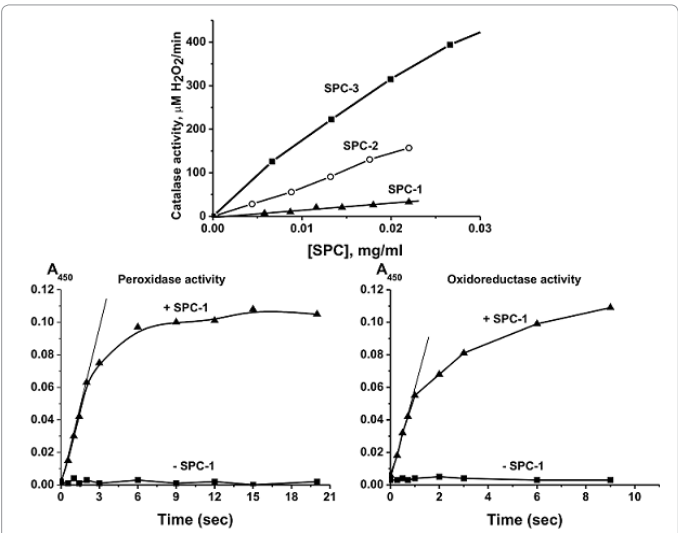 Catalase activity, μM H2O2/min
400
300
200
100
0
SPC-3
SPC-2
SPC-1
0.00
0.01
0.02
0.03
[SPC], mg/ml
A450
Peroxidase activity
0.12
0.10
0.08
0.06
0.04
0.02
0.00
+ SPC-1
- SPC-1
0
3
6
9
12
15
18
21
Time (sec)
A450
Oxidoreductase activity
0.12
0.10
0.08
0.06
0.04
0.02
0.00
+ SPC-1
- SPC-1
0
2
4
6
8
10
Time (sec)